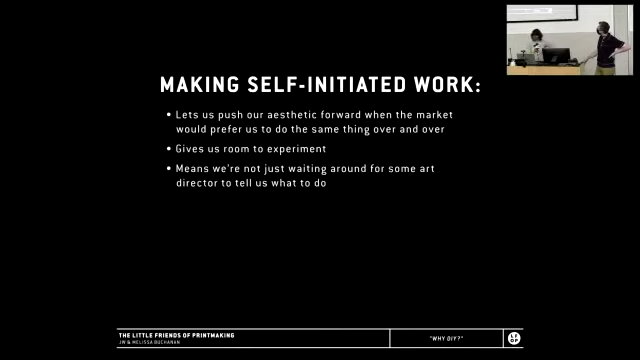 MAKING SELF-INITIATED WORK:
• Lets us push our aesthetic forward when the market
would prefer us to do the same thing over and over
• Gives us room to experiment
• Means we're not just waiting around for some art
director to tell us what to do
THE LITTLE FRIENDS OF PRINTMAKING
JW & MELISSA BUCHANAN
"WHY DIY?"
LF
OP